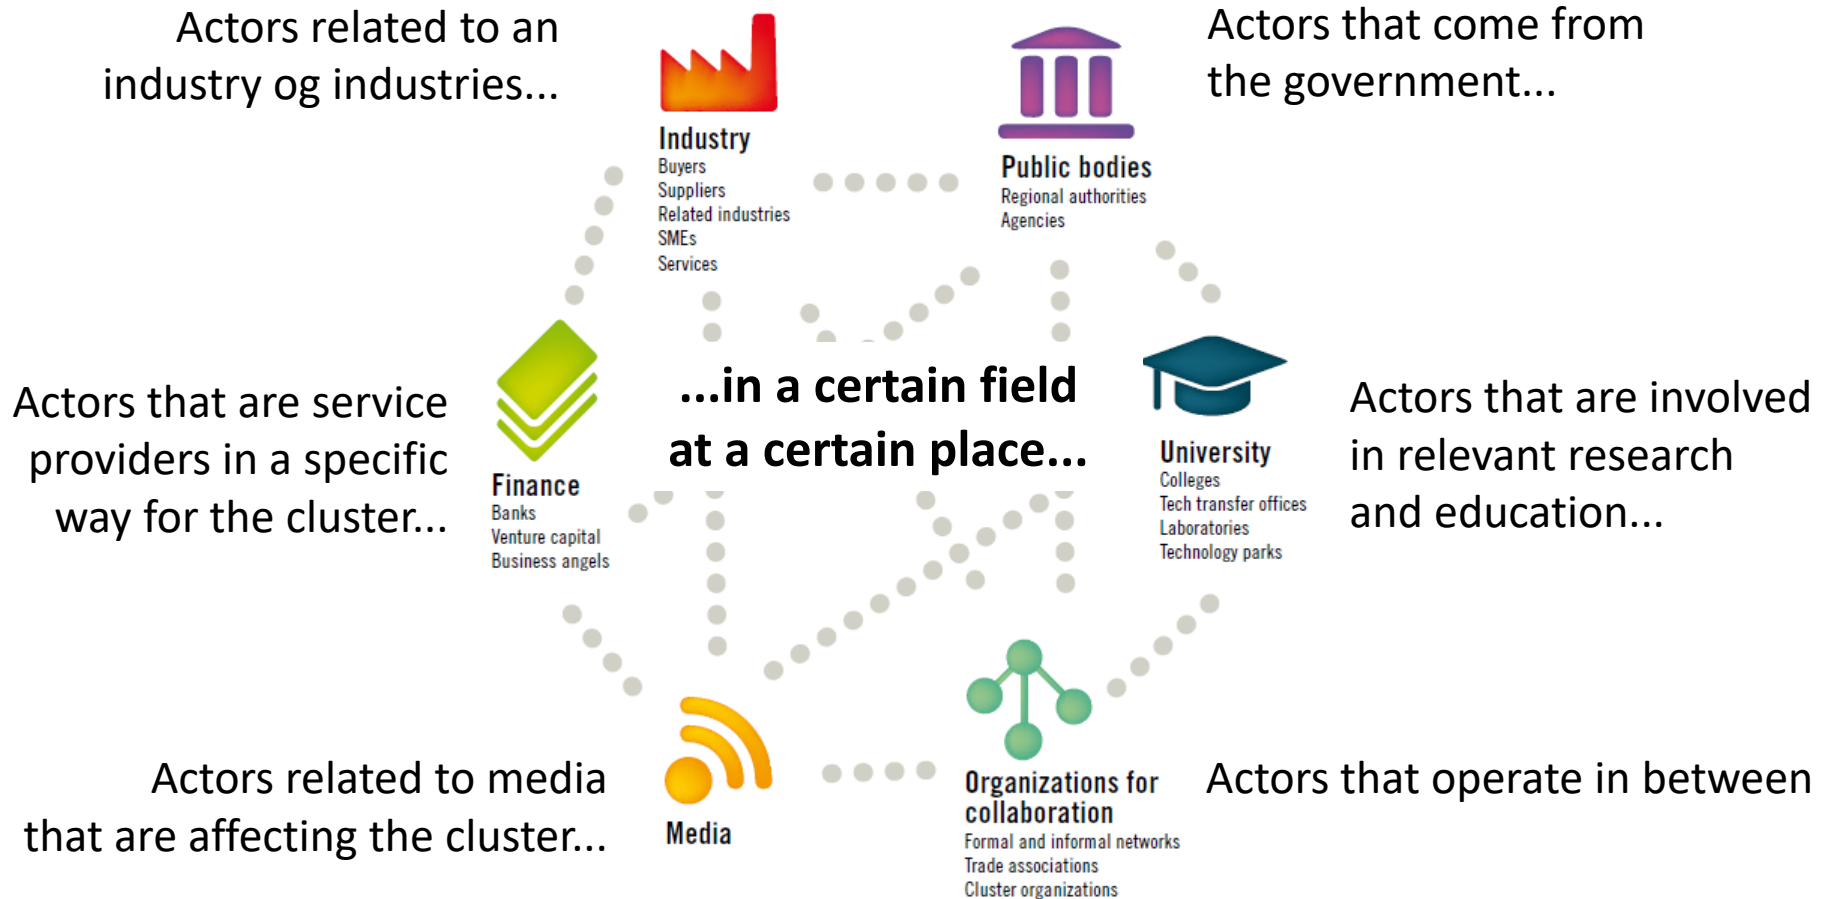 Actors related to an
industry og industries...
Industry
Buyers
Suppliers
Related industries
SMEs
Services
Actors that come from
the government...
Public bodies
Regional authorities
Agencies
Actors that are service
providers in a specific
way for the cluster...
Finance
Banks
Venture capital
Business angels
...in a certain field
at a certain place...
University
Colleges
Tech transfer offices
Laboratories
Technology parks
Actors that are involved
in relevant research
and education...
Actors related to media
that are affecting the cluster...
Media
Organizations for
collaboration
Formal and informal networks
Trade associations
Cluster organizations
Actors that operate in between